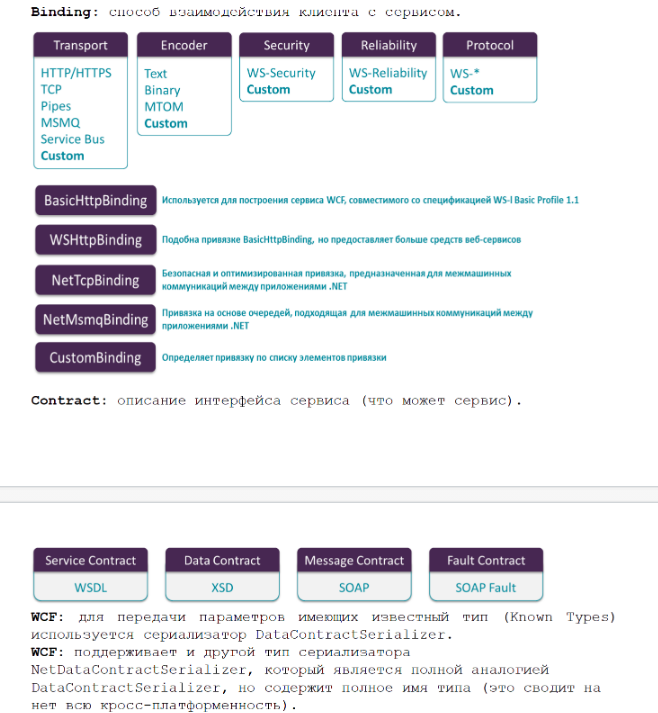 Binding: способ взаимодействия клиента с сервисом.
Transport Encoder Security Reliability Protocol
HTTP/HTTPS Text WS-Security WS-Reliability WS-*
TCP Binary Custom Custom Custom
Pipes MTOM
MSMQ Custom
Service Bus
Custom
BasicHttpBinding Используется для построения сервиса WCF, совместимого со спецификацией WS-I Basic Profile 1.1
WSHttpBinding Подобна привязке BasicHttpBinding, но предоставляет больше средств веб-сервисов
NetTcpBinding Безопасная и оптимизированная привязка, предназначенная для межмашинных
коммуникаций между приложениями .NET
NetMsmqBinding Привязка на основе очередей, подходящая для межмашинных коммуникаций между
приложениями .NET
CustomBinding Определяет привязку по списку элементов привязки
Contract: описание интерфейса сервиса (что может сервис).
Service Contract Data Contract Message Contract Fault Contract
WSDL XSD SOAP SOAP Fault
WCF: для передачи параметров имеющих известный тип (Known Types)
используется сериализатор DataContractSerializer.
WCF: поддерживает и другой тип сериализатора
NetDataContractSerializer, который является полной аналогией
DataContractSerializer, но содержит полное имя типа (это сводит на
нет всю кросс-платформенность).